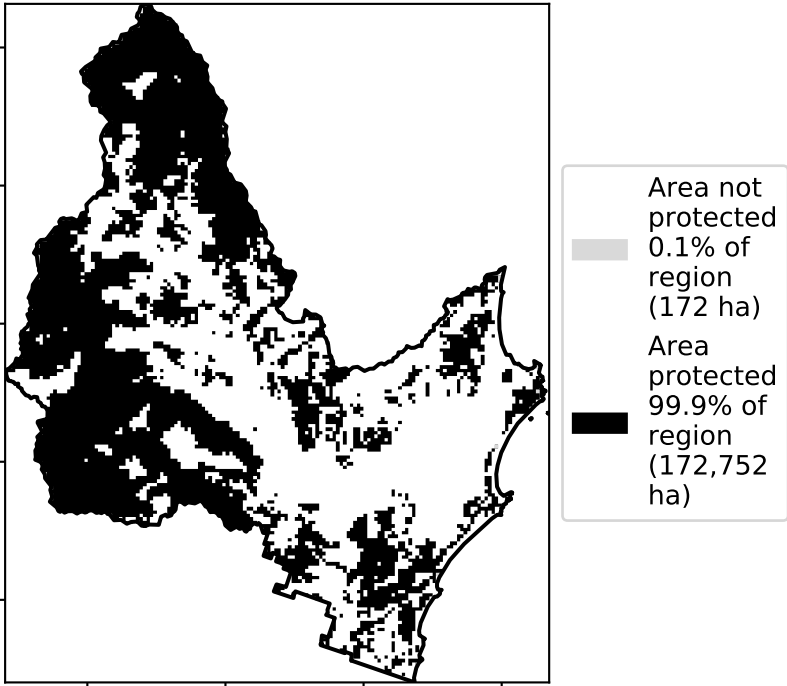 Area not
protected
0.1% of
region
(172 ha)
Area
protected
99.9% of
region
(172,752
ha)